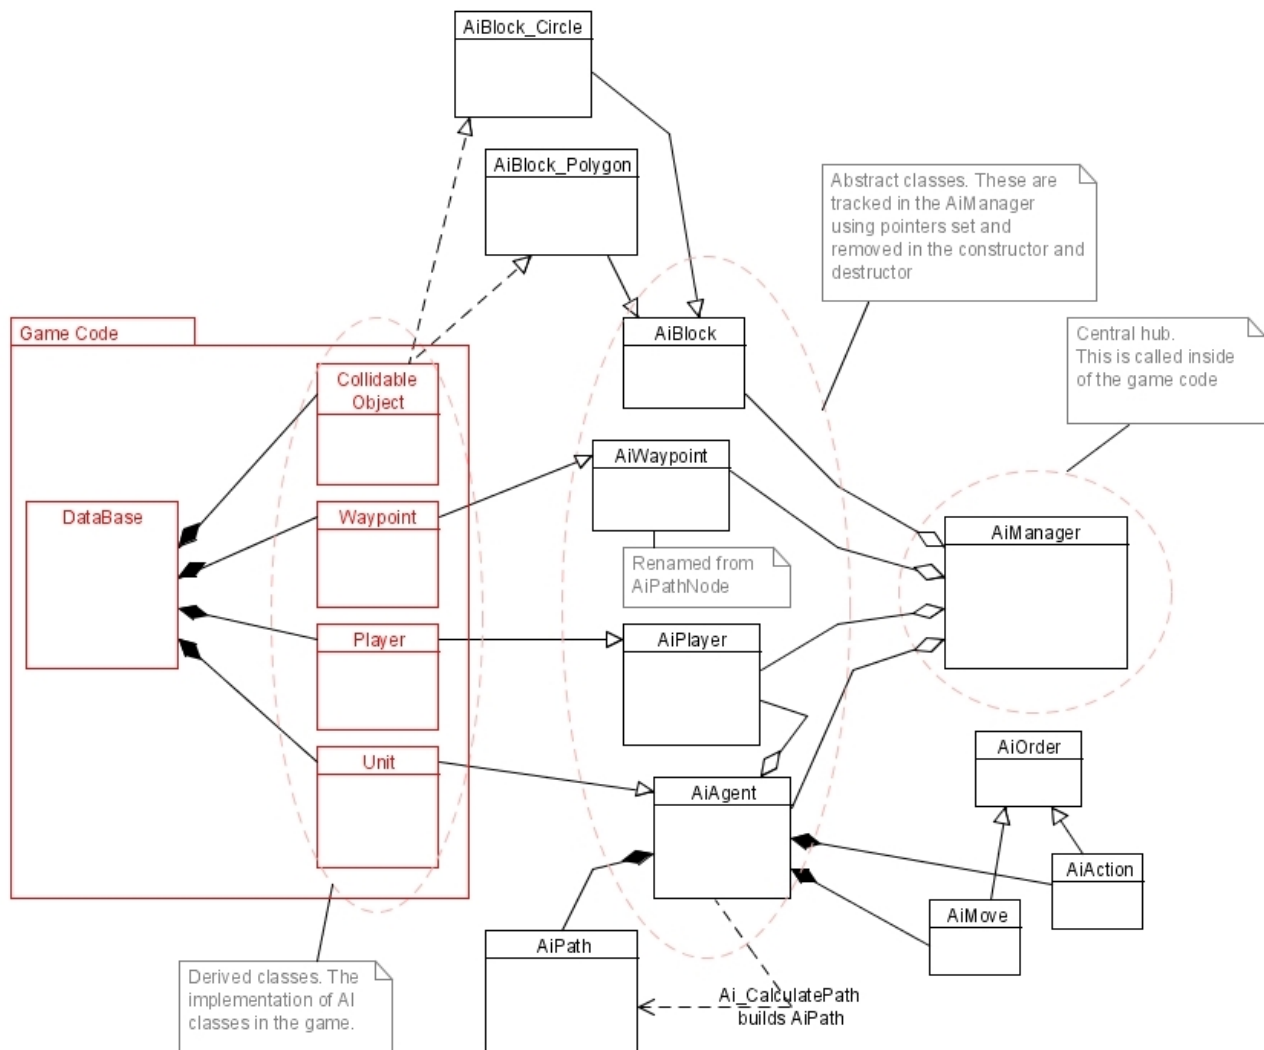 AiBlock_Circle
AiBlock_Polygon
Abstract classes. These are
tracked in the AiManager
using pointers set and
removed in the constructor and
destructor
Game Code
AiBlock
Central hub.
This is called inside
of the game code
Collidable
Object
AiWaypoint
DataBase
Waypoint
AiManager
Renamed from
AiPathNode
Player
AiPlayer
Unit
AiOrder
AiAgent
AiAction
AiMove
AiPath
Derived classes. The
implementation of AI
classes in the game.
Ai_CalculatePath
builds AiPath